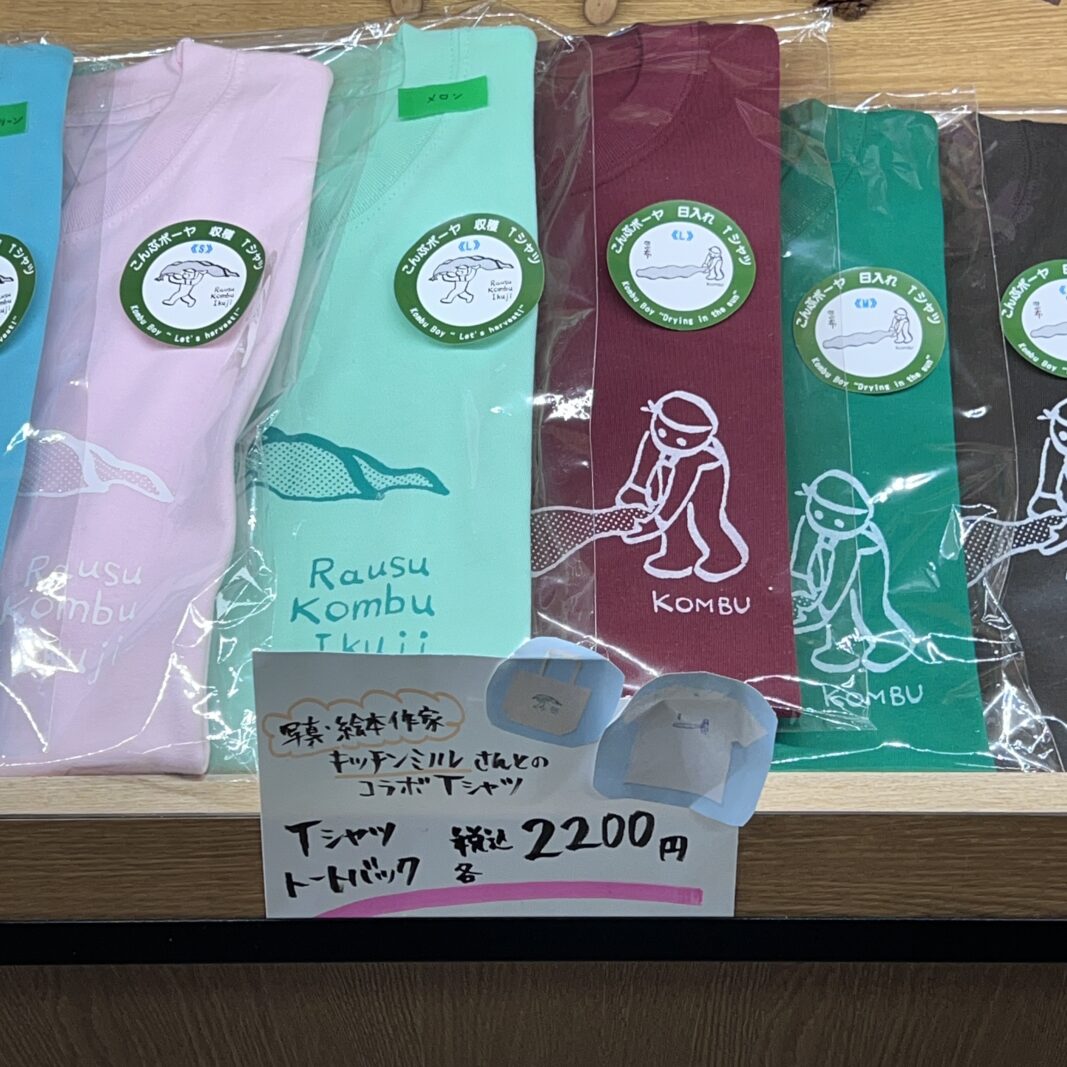 リーン
メロン
こんぶボーヤ 収穫 Tシャツ
《S》
Rausu
Kombu
Ikuji
Kombu Boy "Let's harvest!"
こんぶボーヤ 収穫 Tシャツ
《L》
Rausu
Kombu
Ikuji
Kombu Boy "Let's harvest!"
こんぶボーヤ 日入れ Tシャツ
《L》
KOMBU
Kombu Boy "Drying in the sun"
こんぶボーヤ 日入れ Tシャツ
《M》
KOMBU
Kombu Boy "Drying in the sun"
こんぶボーヤ 日
Kombu Boy "
Rausu
Kombu
Ikuji
Rausu
Kombu
Ikuji
KOMBU
KOMBU
写真・絵本作家
キッチンミルさんとの
コラボTシャツ
Tシャツ 税込 2200円
トートバック 各